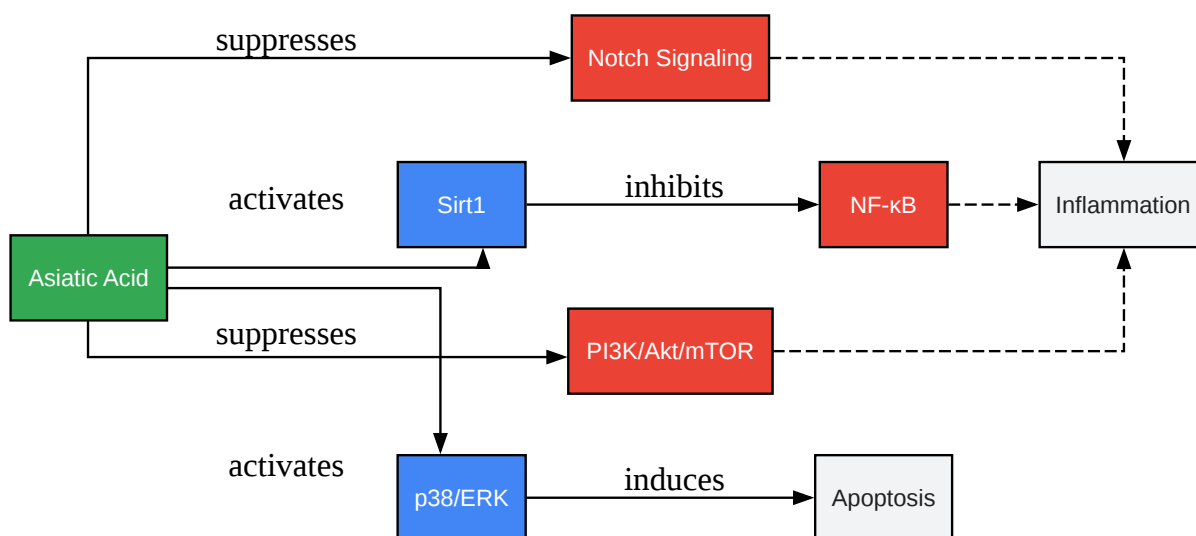 suppresses
Notch Signaling
activates
Sirt1
inhibits
NF-κB
Inflammation
Asiatic Acid
suppresses
PI3K/Akt/mTOR
activates
p38/ERK
induces
Apoptosis